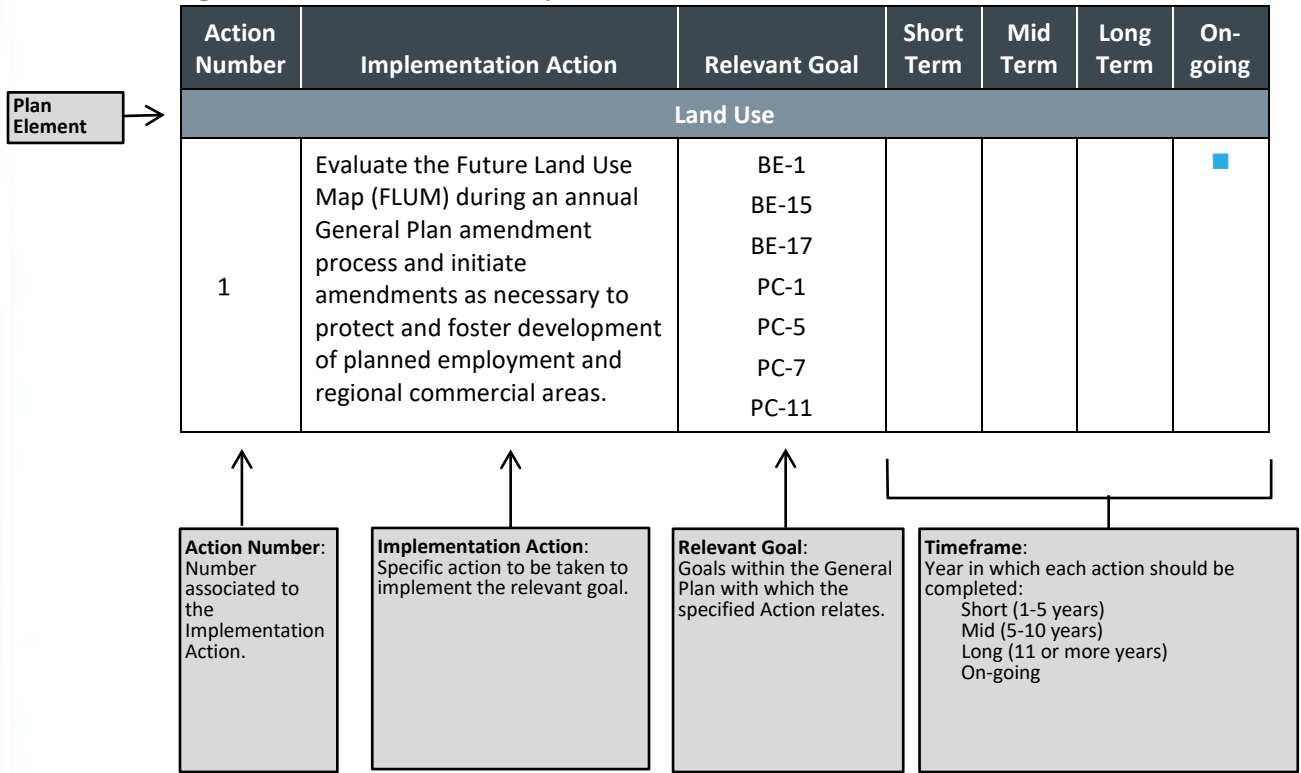 Action Number
Implementation Action
Relevant Goal
Short Term
Mid Term
Long Term
On-going
Plan
Element
Land Use
1
Evaluate the Future Land Use
Map (FLUM) during an annual
General Plan amendment
process and initiate
amendments as necessary to
protect and foster development
of planned employment and
regional commercial areas.
BE-1
BE-15
BE-17
PC-1
PC-5
PC-7
PC-11
Action Number:
Number
associated to
the
Implementation
Action.
Implementation Action:
Specific action to be taken to
implement the relevant goal.
Relevant Goal:
Goals within the General
Plan with which the
specified Action relates.
Timeframe:
Year in which each action should be
completed:
Short (1-5 years)
Mid (5-10 years)
Long (11 or more years)
On-going